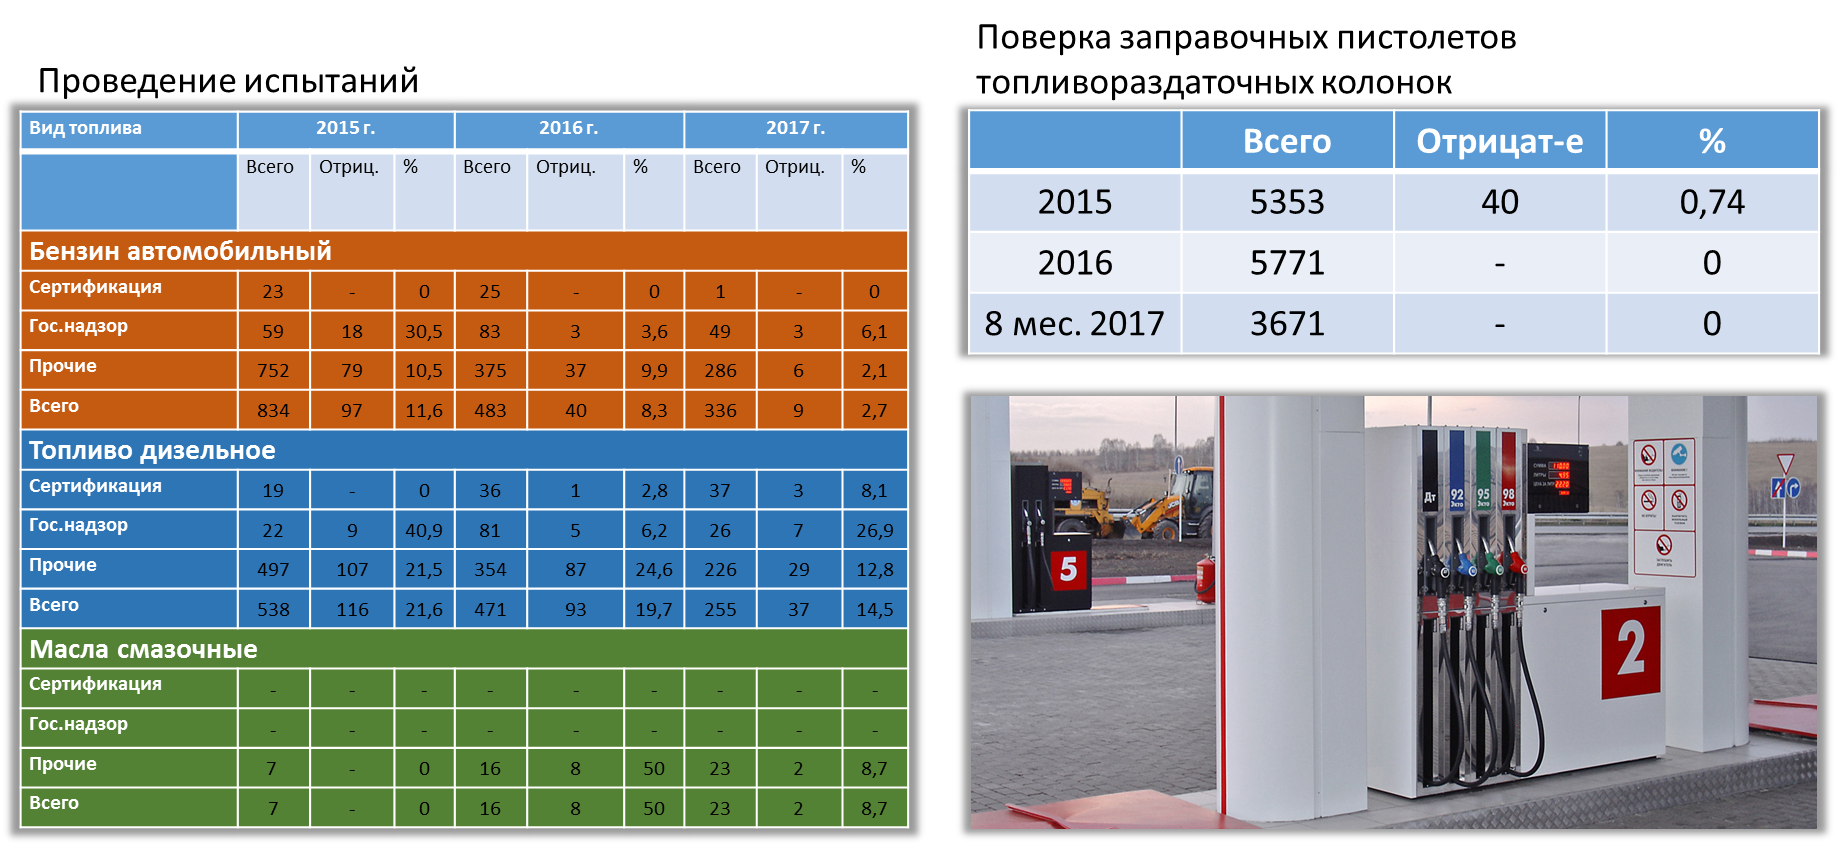 Проведение испытаний
Вид топлива 2015 г. 2016 г. 2017 г.
Всего Отриц. % Всего Отриц. % Всего Отриц. %
Бензин автомобильный
Сертификация 23 - 0 25 - 0 1 - 0
Гос.надзор 59 18 30,5 83 3 3,6 49 3 6,1
Прочие 752 79 10,5 375 37 9,9 286 6 2,1
Всего 834 97 11,6 483 40 8,3 336 9 2,7
Топливо дизельное
Сертификация 19 - 0 36 1 2,8 37 3 8,1
Гос.надзор 22 9 40,9 81 5 6,2 26 7 26,9
Прочие 497 107 21,5 354 87 24,6 226 29 12,8
Всего 538 116 21,6 471 93 19,7 255 37 14,5
Масла смазочные
Сертификация - - - - - - - - -
Гос.надзор - - - - - - - - -
Прочие 7 - 0 16 8 50 23 2 8,7
Всего 7 - 0 16 8 50 23 2 8,7
Поверка заправочных пистолетов
топливораздаточных колонок
Всего Отрицат-е %
2015 5353 40 0,74
2016 5771 - 0
8 мес. 2017 3671 - 0
Дт 92 95 98
Экто Экто Экто
5
2